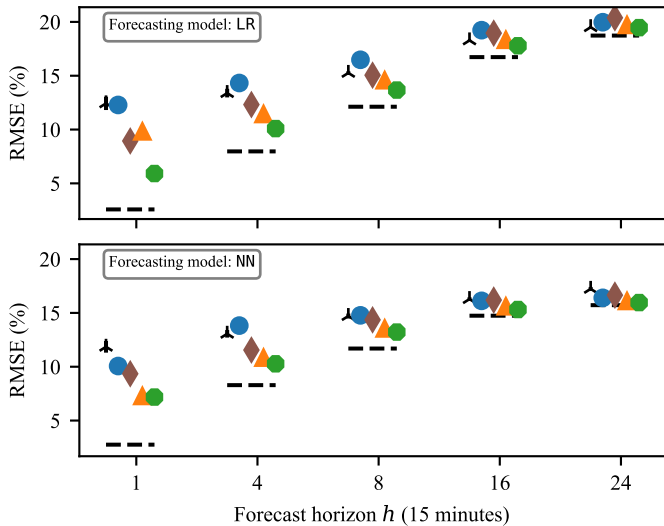 20
15
10
5
RMSE (%)
Forecasting model: LR
20
15
10
5
RMSE (%)
Forecasting model: NN
1 4 8 16 24
Forecast horizon h (15 minutes)